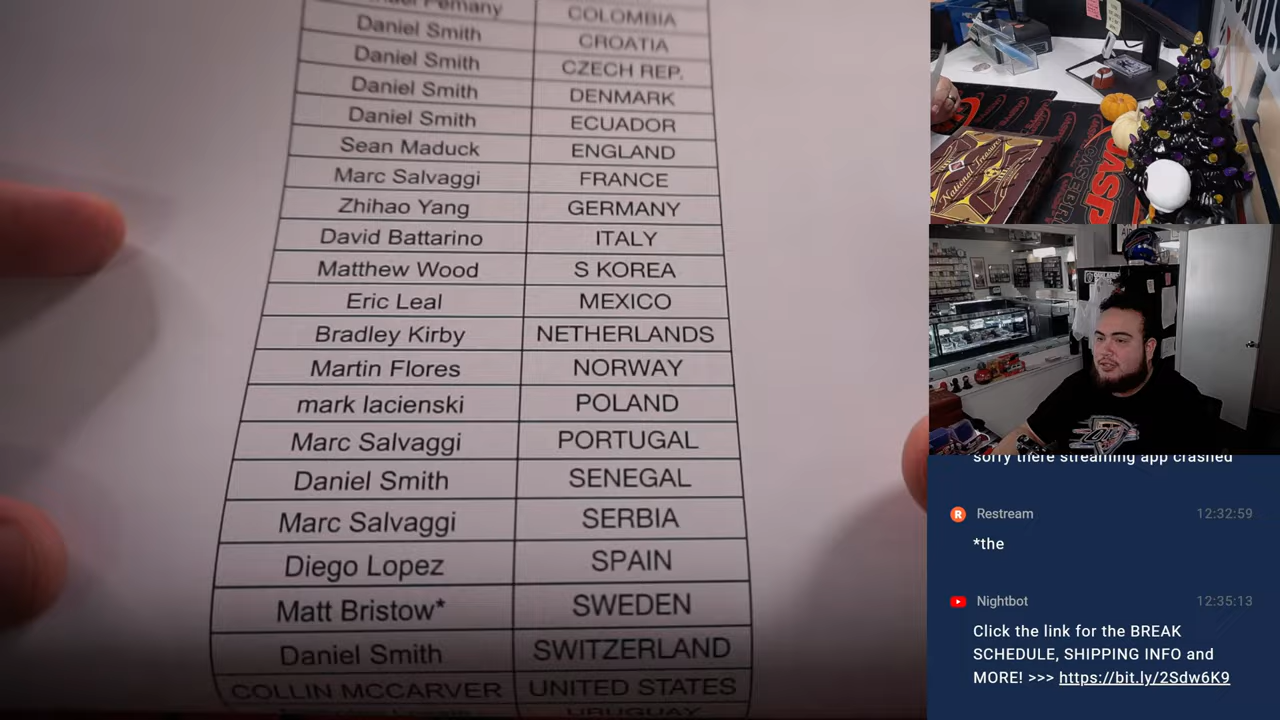 COLOMBIA
Daniel Smith CROATIA
Daniel Smith CZECH REP.
Daniel Smith DENMARK
Daniel Smith ECUADOR
Sean Maduck ENGLAND
Marc Salvaggi FRANCE
Zhihao Yang GERMANY
David Battarino ITALY
Matthew Wood S KOREA
Eric Leal MEXICO
Bradley Kirby NETHERLANDS
Martin Flores NORWAY
mark lacienski POLAND
Marc Salvaggi PORTUGAL
Daniel Smith SENEGAL
Marc Salvaggi SERBIA
Diego Lopez SPAIN
Matt Bristow* SWEDEN
Daniel Smith SWITZERLAND
COLLIN MCCARVER UNITED STATES
URUGUAY
National Treasures
sorry there streaming app crashed
Restream 12:32:59
*the
Nightbot 12:35:13
Click the link for the BREAK
SCHEDULE, SHIPPING INFO and
MORE! >>> https://bit.ly/2Sdw6K9